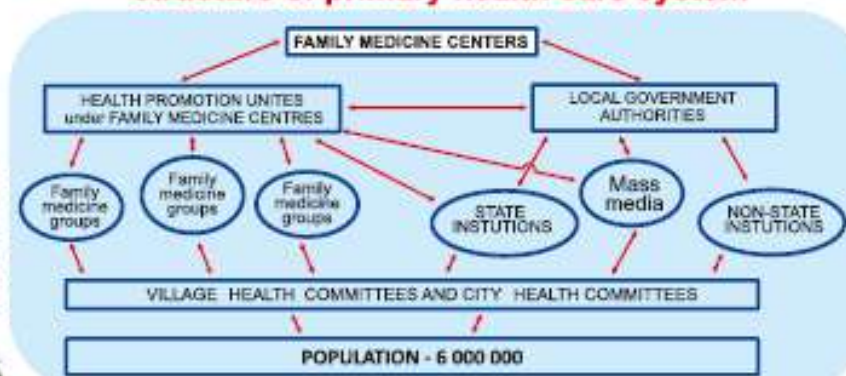 FAMILY MEDICINE CENTERS
HEALTH PROMOTION UNITES
under FAMILY MEDICINE CENTRES
LOCAL GOVERNMENT
AUTHORITIES
Family
medicine
groups
Family
medicine
groups
Family
medicine
groups
STATE
INSTUTIONS
Mass
media
NON-STATE
INSTUTIONS
VILLAGE HEALTH COMMITTEES AND CITY HEALTH COMMITTEES
POPULATION - 6 000 000